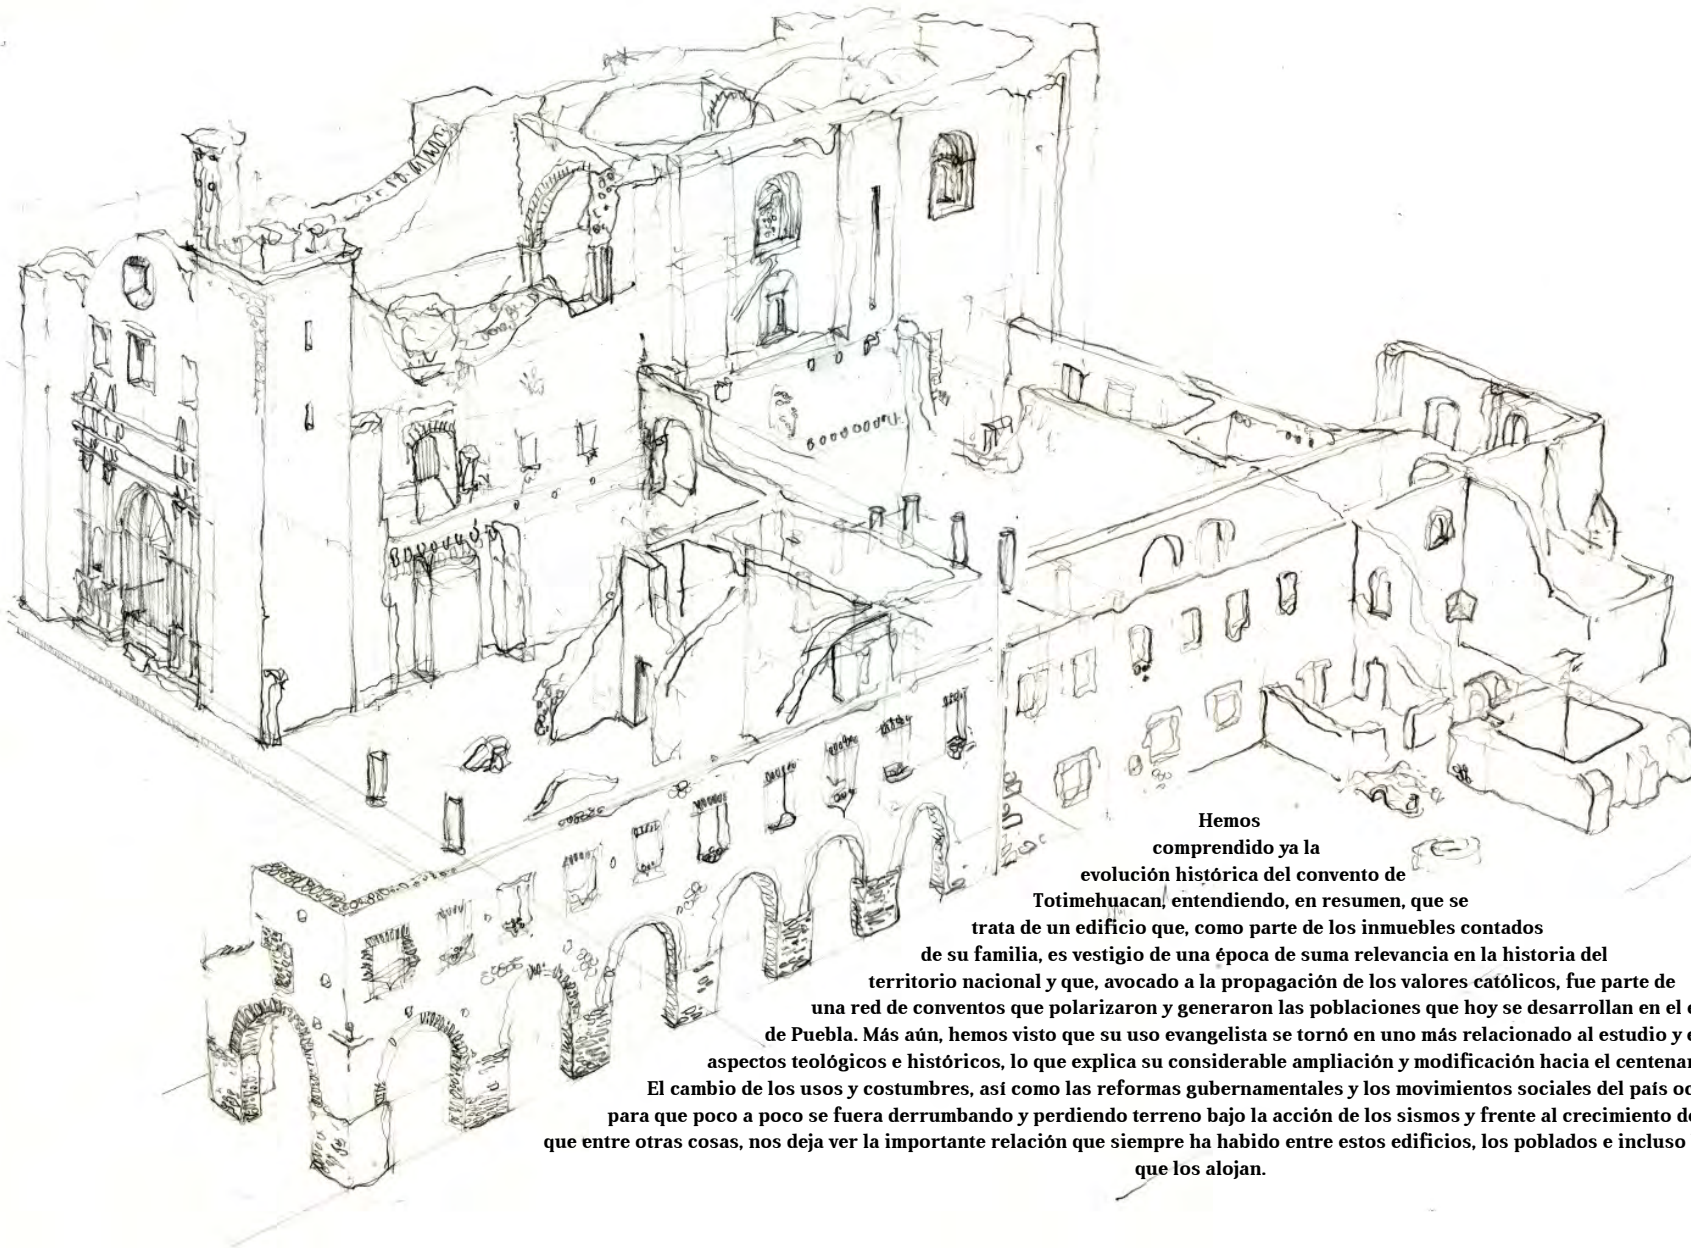 Hemos
comprendido ya la
evolución histórica del convento de
Totimehuacan, entendiendo, en resumen, que se
trata de un edificio que, como parte de los inmuebles contados
de su familia, es vestigio de una época de suma relevancia en la historia del
territorio nacional y que, avocado a la propagación de los valores católicos, fue parte de
una red de conventos que polarizaron y generaron las poblaciones que hoy se desarrollan en el
de Puebla. Más aún, hemos visto que su uso evangelista se tornó en uno más relacionado al estudio y
aspectos teológicos e históricos, lo que explica su considerable ampliación y modificación hacia el
El cambio de los usos y costumbres, así como las reformas gubernamentales y los movimientos sociales del país
para que poco a poco se fuera derrumbando y perdiendo terreno bajo la acción de los sismos y frente al crecimiento
que entre otras cosas, nos deja ver la importante relación que siempre ha habido entre estos edificios, los poblados e incluso
que los alojan.